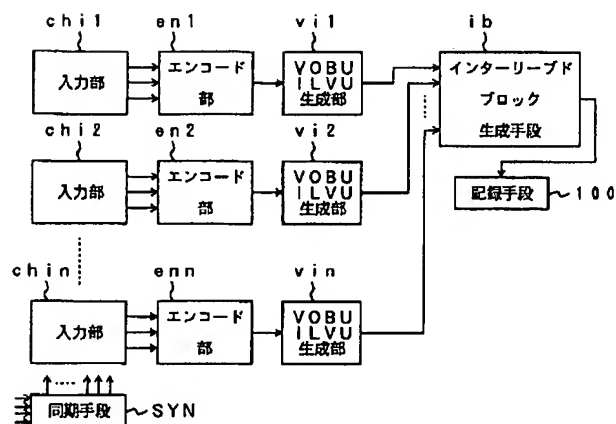 chi1 en1 vi1 ib
入力部
エンコード
部
VOBU
ILVU
生成部
インターリーブド
ブロック
生成手段
chi2 en2 vi2
入力部
エンコード
部
VOBU
ILVU
生成部
記録手段 100
chin enn vin
入力部
エンコード
部
VOBU
ILVU
生成部
同期手段 SYN